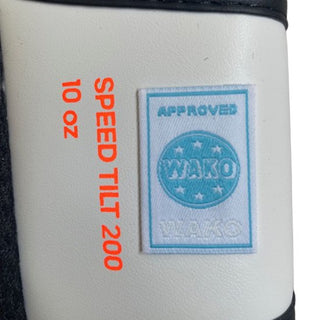 SPEED TILT 200
10 oz
APPROVED
WAKO
WAKO